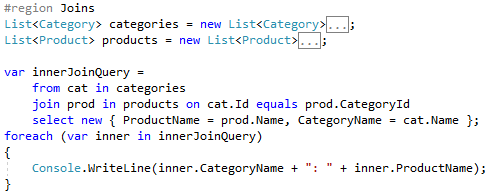 #region Joins
List<Category> categories = new List<Category>...;
List<Product> products = new List<Product>...;
var innerJoinQuery =
from cat in categories
join prod in products on cat.Id equals prod.CategoryId
select new { ProductName = prod.Name, CategoryName = cat.Name };
foreach (var inner in innerJoinQuery)
{
Console.WriteLine(inner.CategoryName + ": " + inner.ProductName);
}